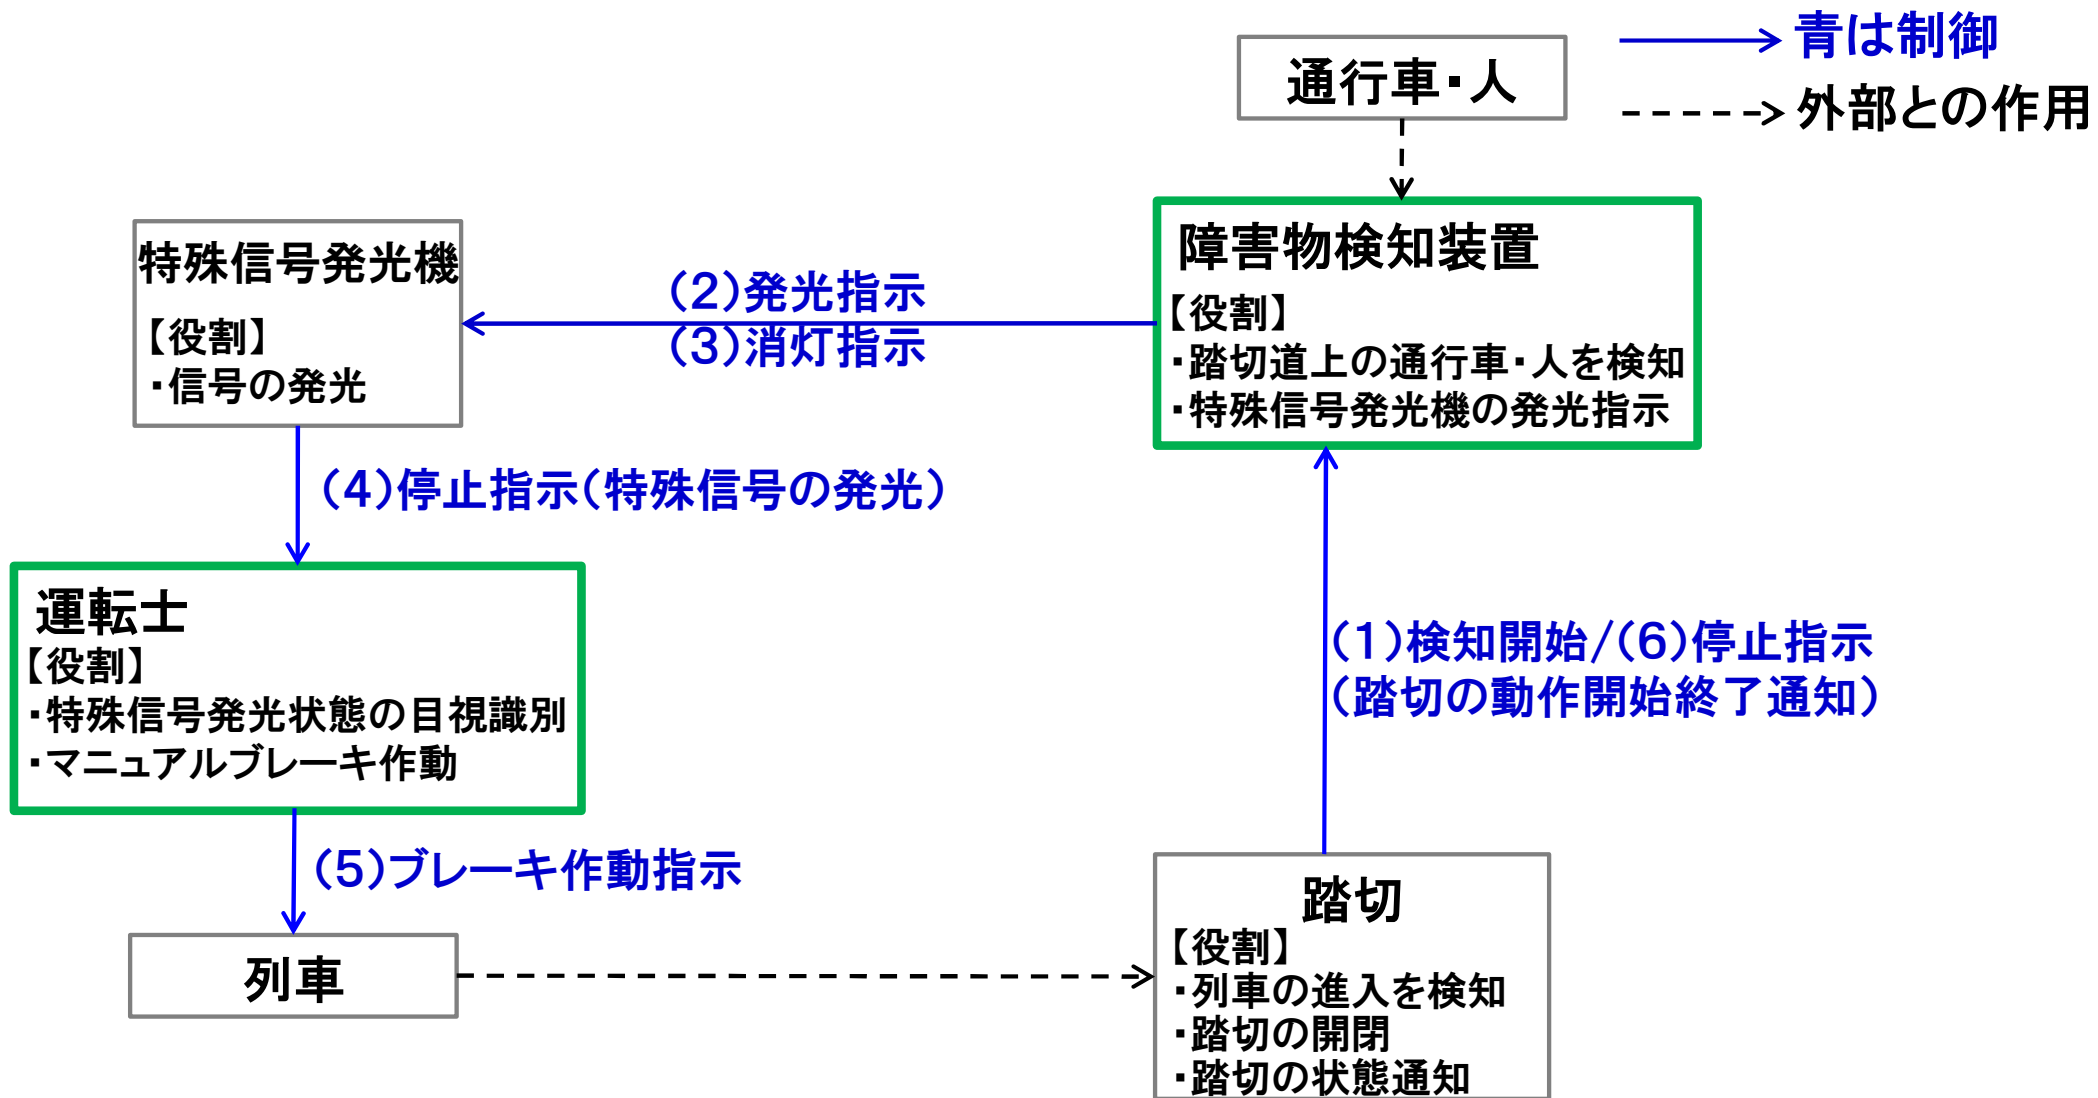 青は制御
外部との作用
通行車・人
障害物検知装置
【役割】
・踏切道上の通行車・人を検知
・特殊信号発光機の発光指示
特殊信号発光機
【役割】
・信号の発光
(2)発光指示
(3)消灯指示
(4)停止指示(特殊信号の発光)
運転士
【役割】
・特殊信号発光状態の目視識別
・マニュアルブレーキ作動
(1)検知開始/(6)停止指示
(踏切の動作開始終了通知)
(5)ブレーキ作動指示
列車
踏切
【役割】
・列車の進入を検知
・踏切の開閉
・踏切の状態通知